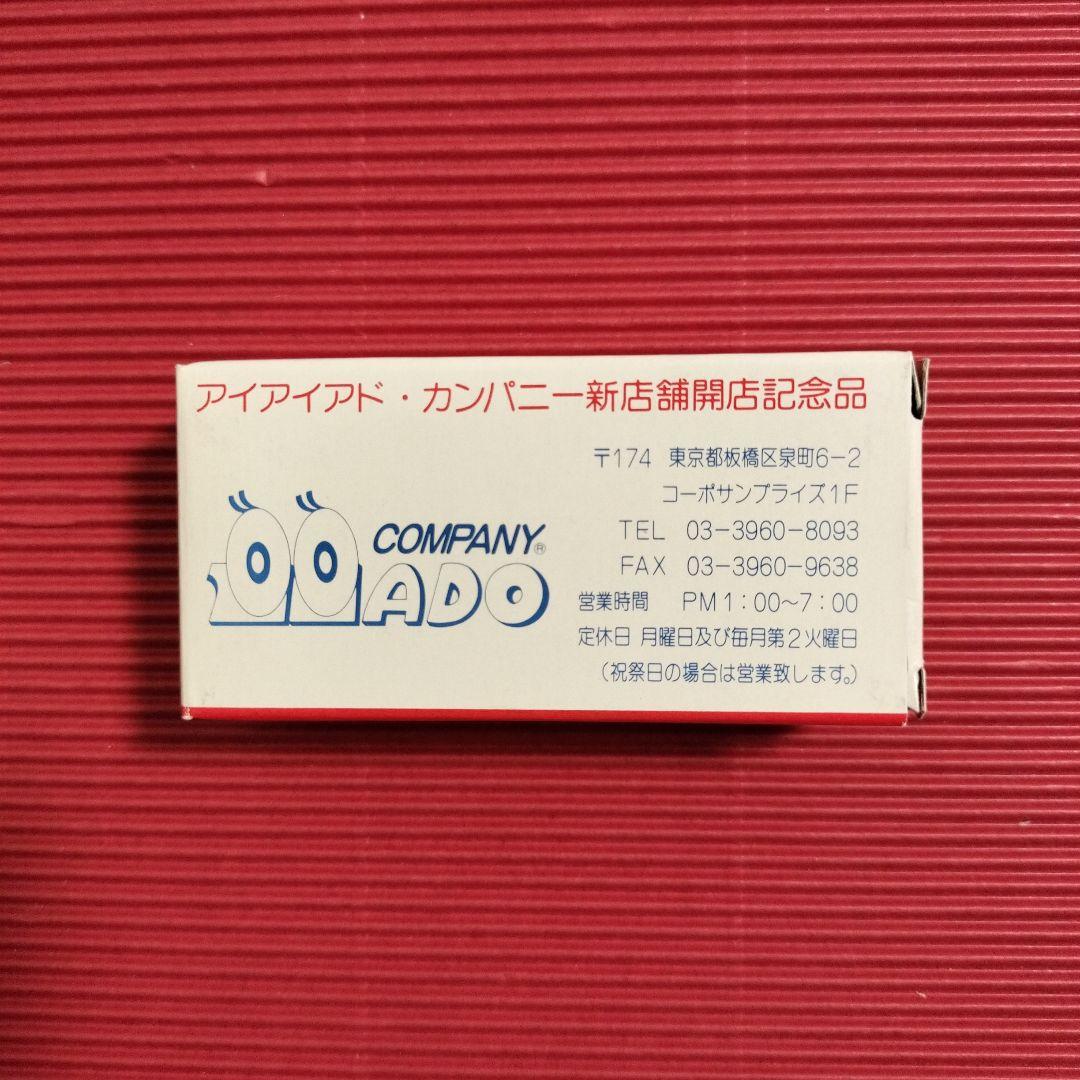 アイアイアド・カンパニー新店舗開店記念品
〒174 東京都板橋区泉町6-2
コーポサンプライズ1F
TEL 03-3960-8093
FAX 03-3960-9638
営業時間 PM1:00~7:00
定休日 月曜日及び毎月第2火曜日
(祝祭日の場合は営業致します。)
COMPANY®
ADO